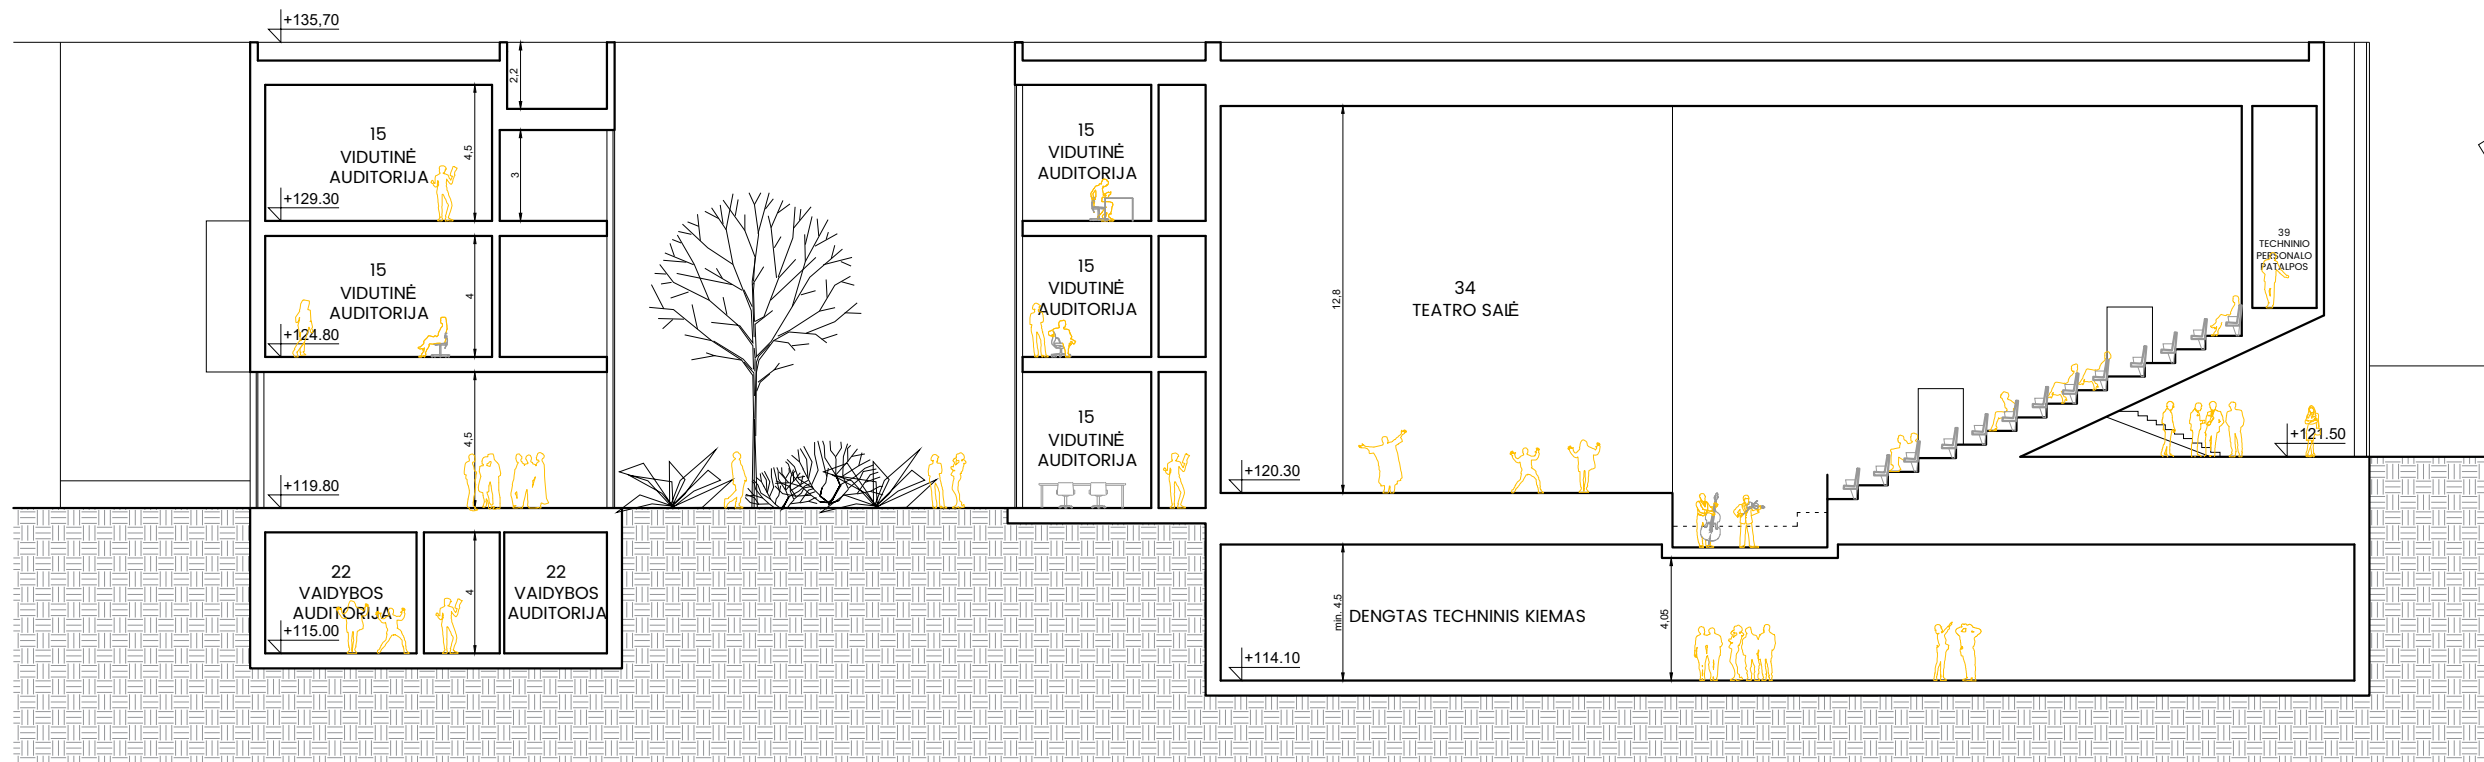 +135,70
2,2
15
VIDUTINĖ
AUDITORIJA
4,5
+129.30
3
15
VIDUTINĖ
AUDITORIJA
4
+124.80
4,5
+119.80
22
VAIDYBOS
AUDITORIJA
4
22
VAIDYBOS
AUDITORIJA
+115.00
15
VIDUTINĖ
AUDITORIJA
15
VIDUTINĖ
AUDITORIJA
15
VIDUTINĖ
AUDITORIJA
12,8
34
TEATRO SALĖ
+120.30
39
TECHNINIO
PERSONALO
PATALPOS
+121.50
min. 4.5
DENGTAS TECHNINIS KIEMAS
4,05
+114.10